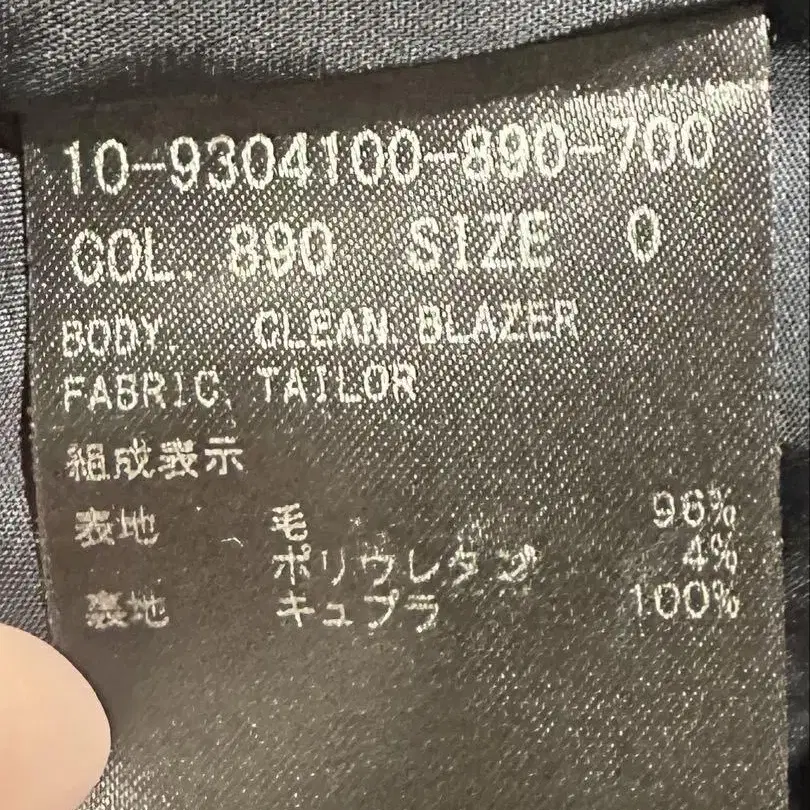 10-9304100-890-700
COL. 890 SIZE 0
BODY. CLEAN BLAZER
FABRIC. TAILOR
組成表示
表地 毛 96%
ポリウレタン 4%
裏地 キュプラ 100%